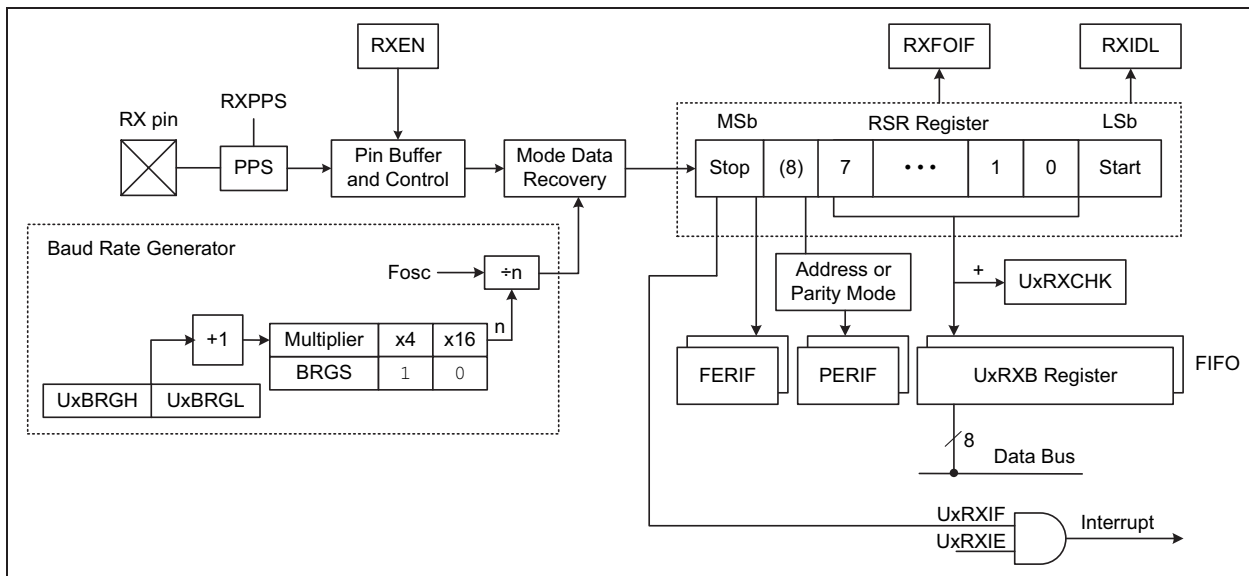 RXEN
RXFOIF
RXIDL
RX pin
RXPPS
PPS
Pin Buffer
and Control
Mode Data
Recovery
MSb
RSR Register
LSb
Stop
(8)
7
• • •
1
0
Start
Baud Rate Generator
Fosc
÷n
n
+1
Multiplier
x4
x16
BRGS
1
0
UxBRGH
UxBRGL
Address or
Parity Mode
+
UxRXCHK
FERIF
PERIF
UxRXB Register
FIFO
8
Data Bus
UxRXIF
UxRXIE
Interrupt